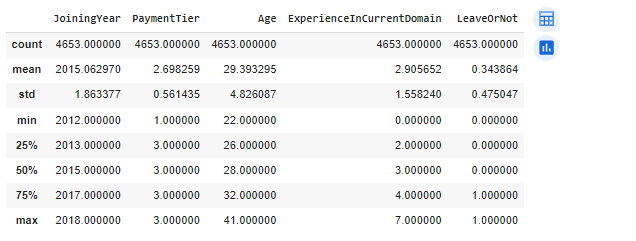 JoiningYear PaymentTier Age ExperienceInCurrentDomain LeaveOrNot
count 4653.000000 4653.000000 4653.000000 4653.000000 4653.000000
mean 2015.062970 2.698259 29.393295 2.905652 0.343864
std 1.863377 0.561435 4.826087 1.558240 0.475047
min 2012.000000 1.000000 22.000000 0.000000 0.000000
25% 2013.000000 3.000000 26.000000 2.000000 0.000000
50% 2015.000000 3.000000 28.000000 3.000000 0.000000
75% 2017.000000 3.000000 32.000000 4.000000 1.000000
max 2018.000000 3.000000 41.000000 7.000000 1.000000